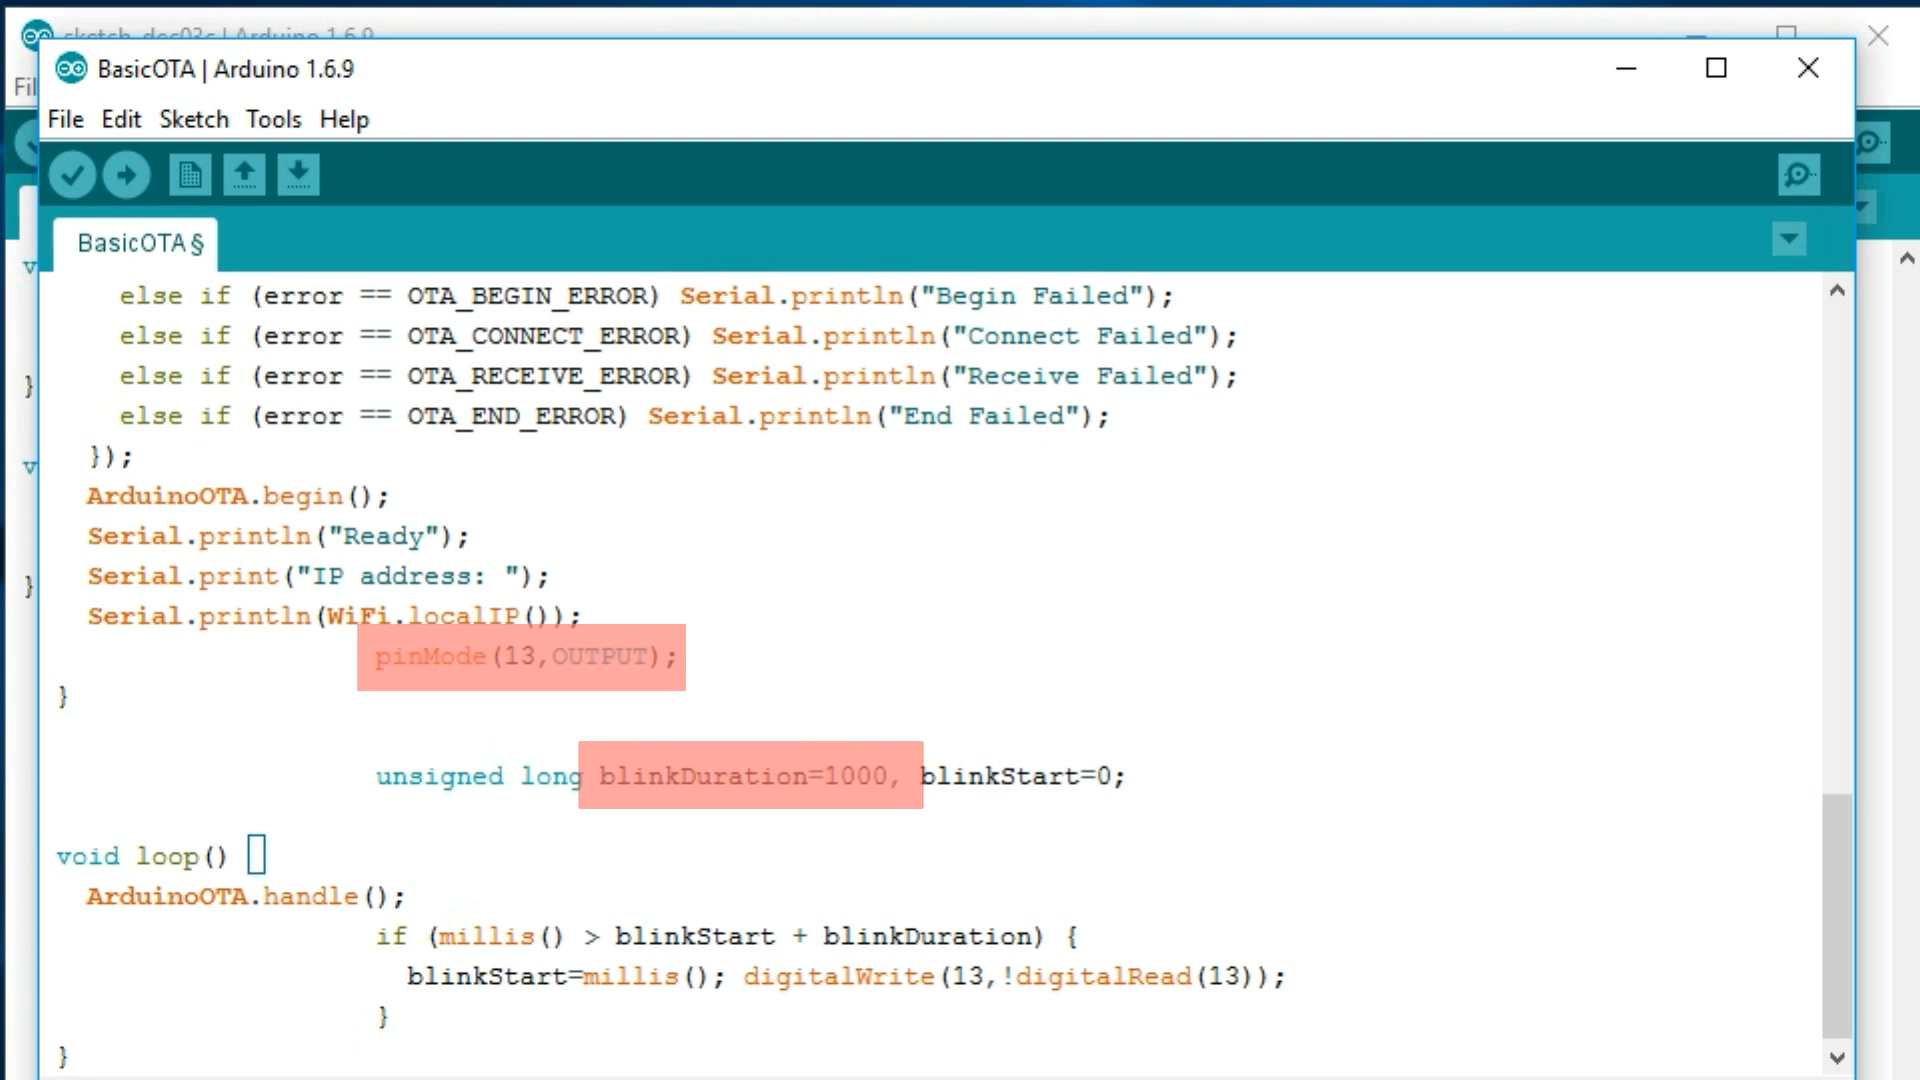 sketch_dec03c | Arduino 1.6.9
Fil
BasicOTA | Arduino 1.6.9
File Edit Sketch Tools Help
BasicOTA §
else if (error == OTA_BEGIN_ERROR) Serial.println("Begin Failed");
else if (error == OTA_CONNECT_ERROR) Serial.println("Connect Failed");
else if (error == OTA_RECEIVE_ERROR) Serial.println("Receive Failed");
else if (error == OTA_END_ERROR) Serial.println("End Failed");
});
ArduinoOTA.begin();
Serial.println("Ready");
Serial.print("IP address: ");
Serial.println(WiFi.localIP());
pinMode(13,OUTPUT);
}
unsigned long blinkDuration=1000, blinkStart=0;
void loop() 
ArduinoOTA.handle();
if (millis() > blinkStart + blinkDuration) {
blinkStart=millis(); digitalWrite(13,!digitalRead(13));
}
}
v
}
v
}